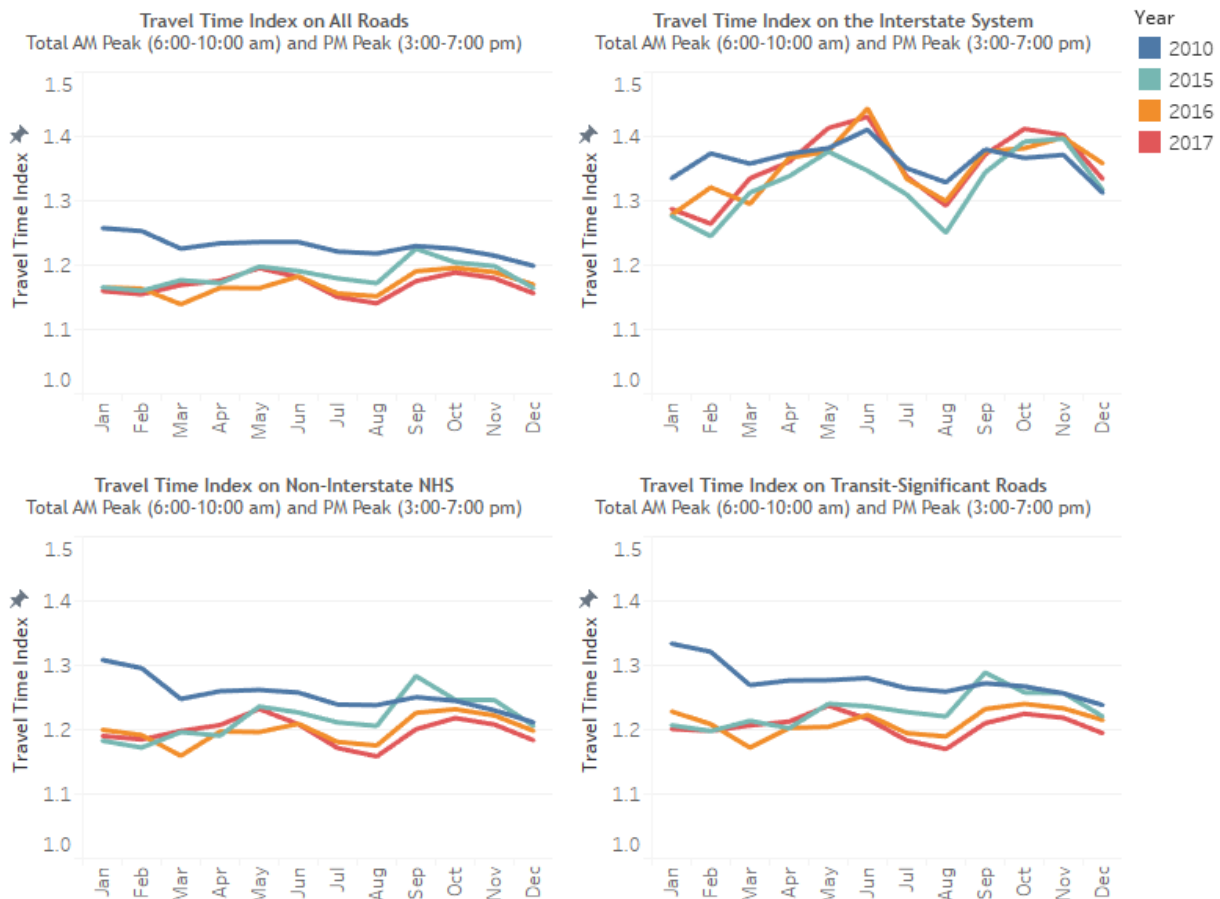 Travel Time Index on All Roads
Total AM Peak (6:00-10:00 am) and PM Peak (3:00-7:00 pm)
1.5
1.4
1.3
1.2
1.1
1.0
Travel Time Index
Jan
Feb
Mar
Apr
May
Jun
Jul
Aug
Sep
Oct
Nov
Dec
Travel Time Index on the Interstate System
Total AM Peak (6:00-10:00 am) and PM Peak (3:00-7:00 pm)
1.5
1.4
1.3
1.2
1.1
1.0
Travel Time Index
Jan
Feb
Mar
Apr
May
Jun
Jul
Aug
Sep
Oct
Nov
Dec
Year
2010
2015
2016
2017
Travel Time Index on Non-Interstate NHS
Total AM Peak (6:00-10:00 am) and PM Peak (3:00-7:00 pm)
1.5
1.4
1.3
1.2
1.1
1.0
Travel Time Index
Jan
Feb
Mar
Apr
May
Jun
Jul
Aug
Sep
Oct
Nov
Dec
Travel Time Index on Transit-Significant Roads
Total AM Peak (6:00-10:00 am) and PM Peak (3:00-7:00 pm)
1.5
1.4
1.3
1.2
1.1
1.0
Travel Time Index
Jan
Feb
Mar
Apr
May
Jun
Jul
Aug
Sep
Oct
Nov
Dec